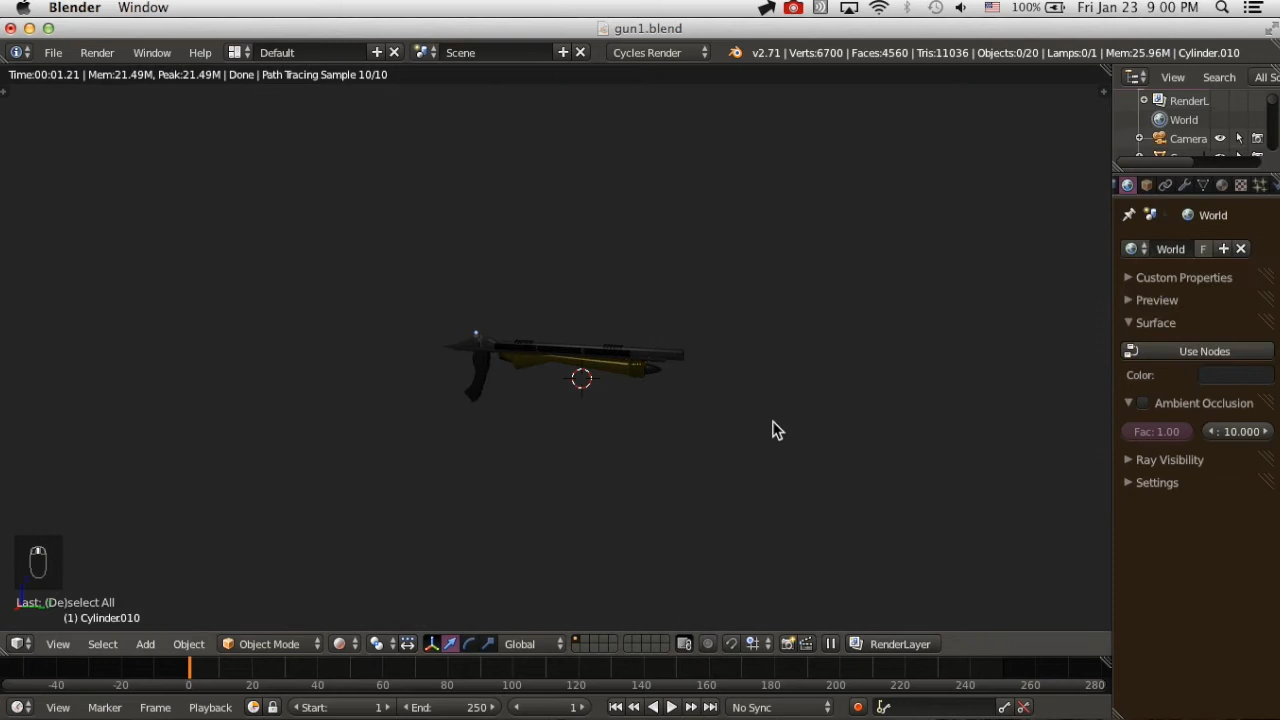 Blender Window 100% Fri Jan 23 9:00 PM
gun1.blend
File Render Window Help Default Scene Cycles Render v2.71 | Verts:6700 | Faces:4560 | Tris:11036 | Objects:0/20 | Lamps:0/1 | Mem:25.96M | Cylinder.010
Time:00:01.21 | Mem:21.49M, Peak:21.49M | Done | Path Tracing Sample 10/10
View Search All Sc
RenderL
World
Camera
World
World F
Custom Properties
Preview
Surface
Use Nodes
Color:
Ambient Occlusion
Fac: 1.00 : 10.000
Ray Visibility
Settings
Last: (De)select All
(1) Cylinder010
View Select Add Object Object Mode Global RenderLayer
-40 -20 0 20 40 60 80 100 120 140 160 180 200 220 240 260 280
View Marker Frame Playback Start: 1 End: 250 1 No Sync